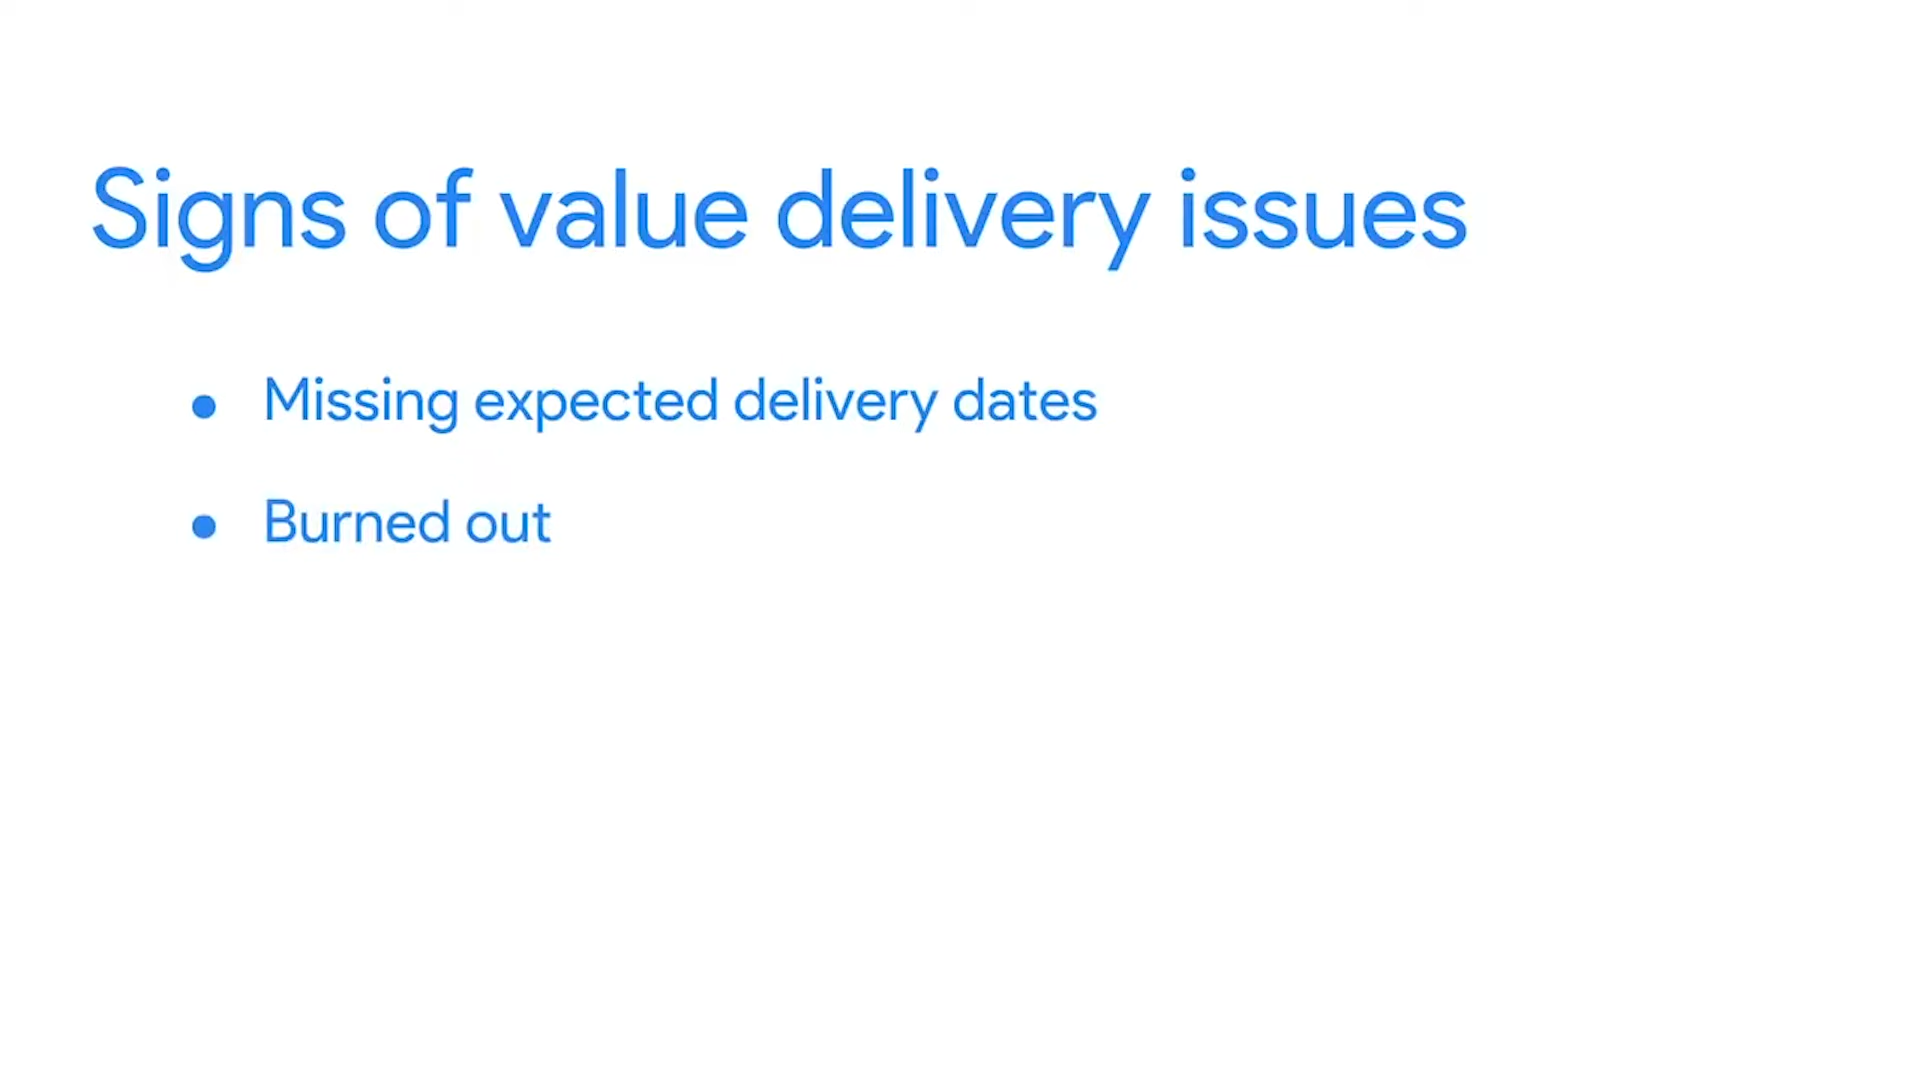 Signs of value delivery issues
• Missing expected delivery dates
• Burned out